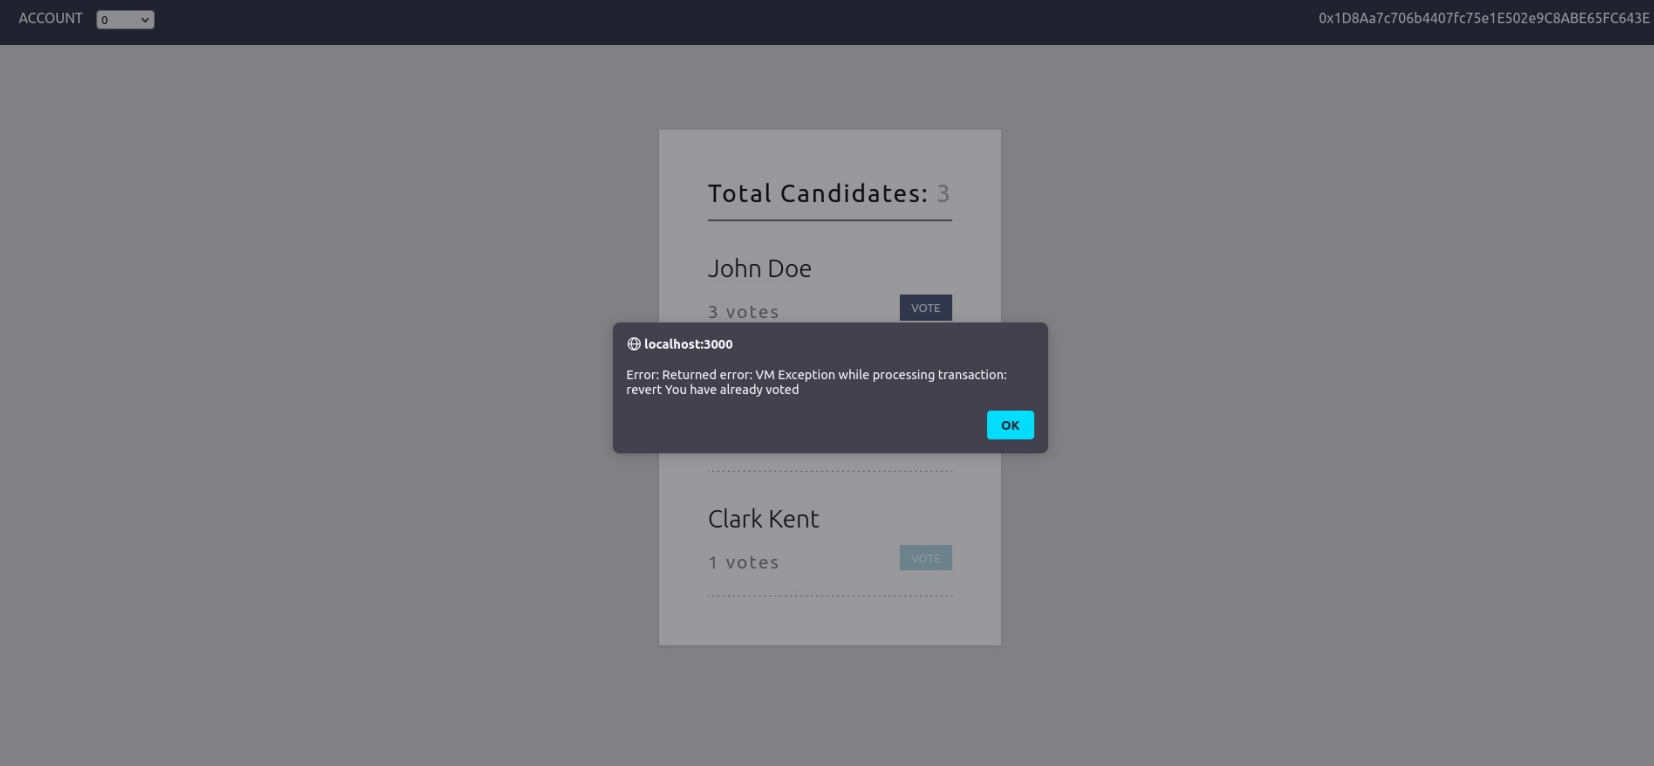 ACCOUNT 0 0x1D8Aa7c706b4407fc75e1E502e9C8ABE65FC643E
Total Candidates: 3
John Doe
3 votes VOTE
localhost:3000
Error: Returned error: VM Exception while processing transaction:
revert You have already voted
OK
Clark Kent
1 votes VOTE